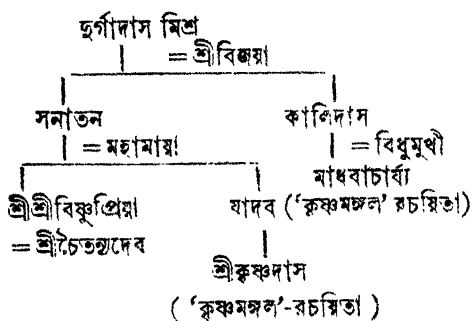 দুর্গাদাস মিশ্র
= শ্রীবিজয়া
সনাতন কালিদাস
= মহামায়া = বিধুমুখী
মাধবাচার্য্য
শ্রীশ্রীবিষ্ণুপ্রিয়া যাদব (‘কৃষ্ণমঙ্গল’ রচয়িতা)
= শ্রীচৈতন্যদেব
শ্রীকৃষ্ণদাস
( ‘কৃষ্ণমঙ্গল’-রচয়িতা )